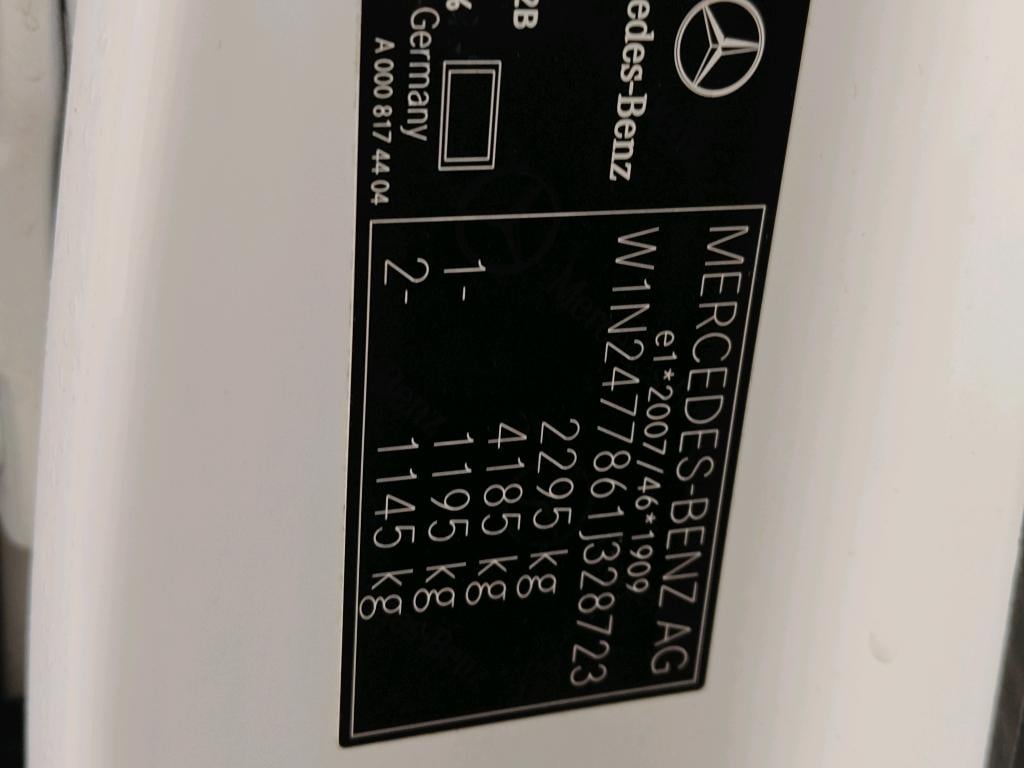 edes-Benz
2B
6
Germany
A 000 817 44 04
MERCEDES-BENZ AG
e1*2007/46*1909
W1N2477861J328723
2295 kg
4185 kg
1- 1195 kg
2- 1145 kg